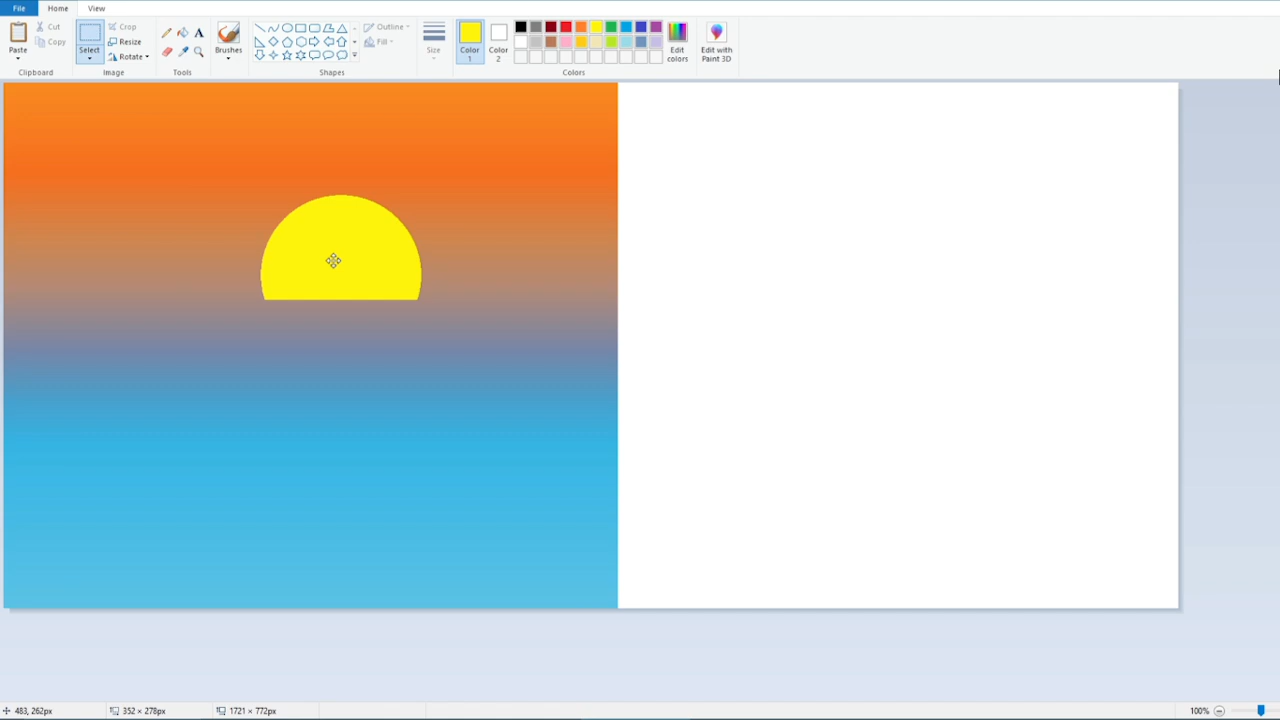 File Home View
Paste
Cut
Copy
Clipboard
Select
Crop
Resize
Rotate
Image
Tools
Brushes
Outline
Fill
Shapes
Size
Color
1
Color
2
Edit
colors
Colors
Edit with
Paint 3D
483, 262px 352 × 278px 1721 × 772px 100%